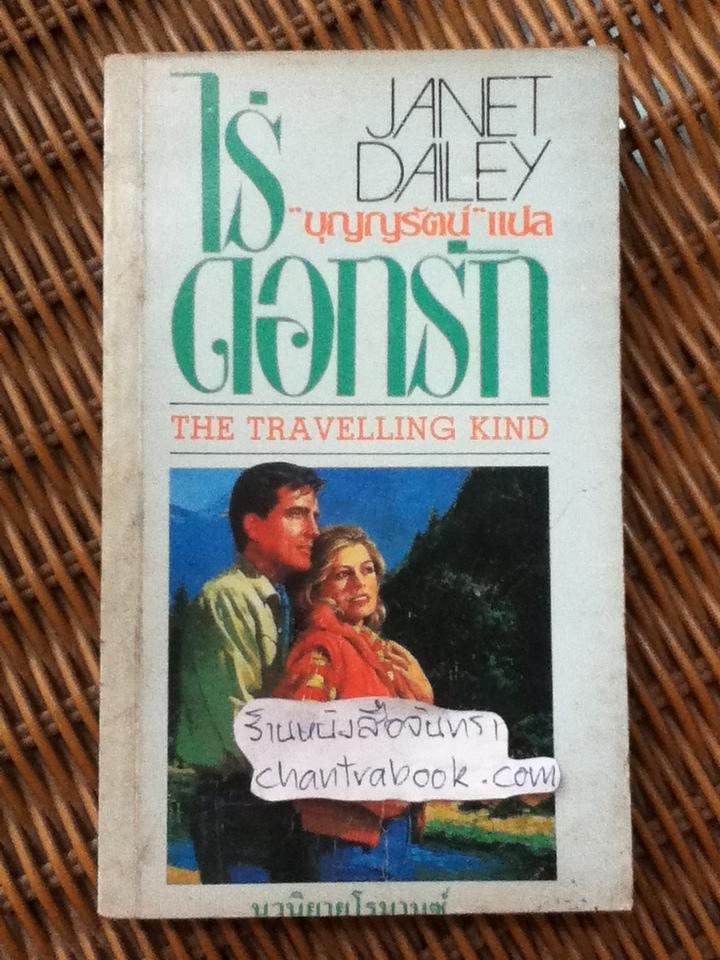 ไร่
JANET
DAILEY
"บุญญรัตน์" แปล
ดอกรัก
THE TRAVELLING KIND
ร้านหนังสือจันทรา
chantrabook.com
นวนิยายโรมานซ์